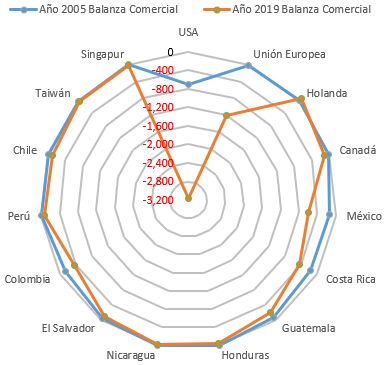 Año 2005 Balanza Comercial
Año 2019 Balanza Comercial
USA
Singapur
0
Unión Europea
-400
Taiwán
-800
Holanda
-1,200
Chile
-1,600
Canadá
-2,000
-2,400
-2,800
Perú
-3,200
México
Colombia
Costa Rica
El Salvador
Guatemala
Nicaragua
Honduras